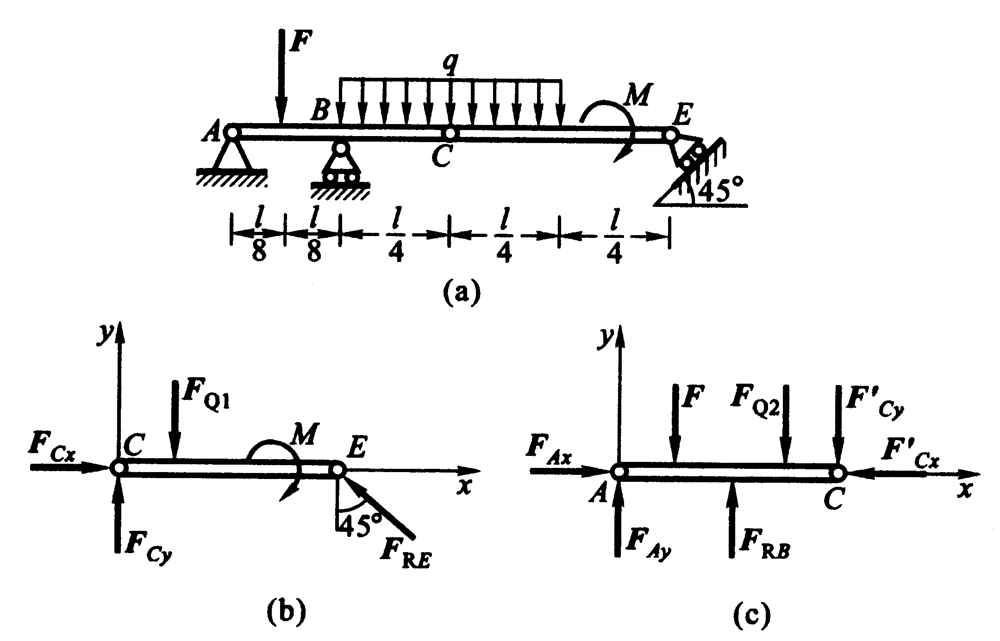 F
q
M
B
E
A
C
45°
l/8 l/8 l/4 l/4 l/4
(a)
y
F_Q1
M
F_Cx
C
E
x
45°
F_Cy
F_RE
(b)
y
F
F_Q2
F'_Cy
F_Ax
F'_Cx
A
C
x
F_Ay
F_RB
(c)